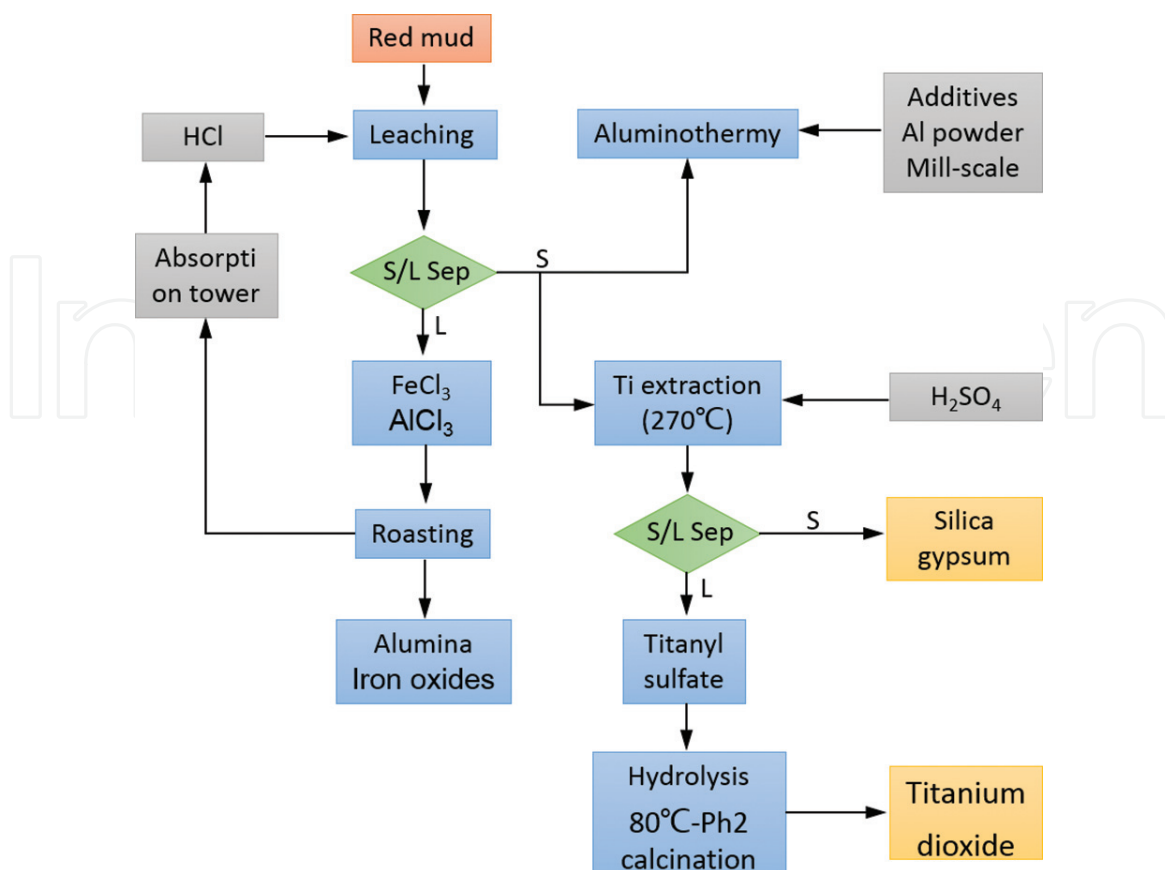 Red mud
HCl
Leaching
Aluminothermy
Additives
Al powder
Mill-scale
Absorpti
on tower
S/L Sep
S
L
FeCl₃
AlCl₃
Ti extraction
(270℃)
H₂SO₄
Roasting
S/L Sep
S
Silica
gypsum
L
Alumina
Iron oxides
Titanyl
sulfate
Hydrolysis
80℃-Ph2
calcination
Titanium
dioxide